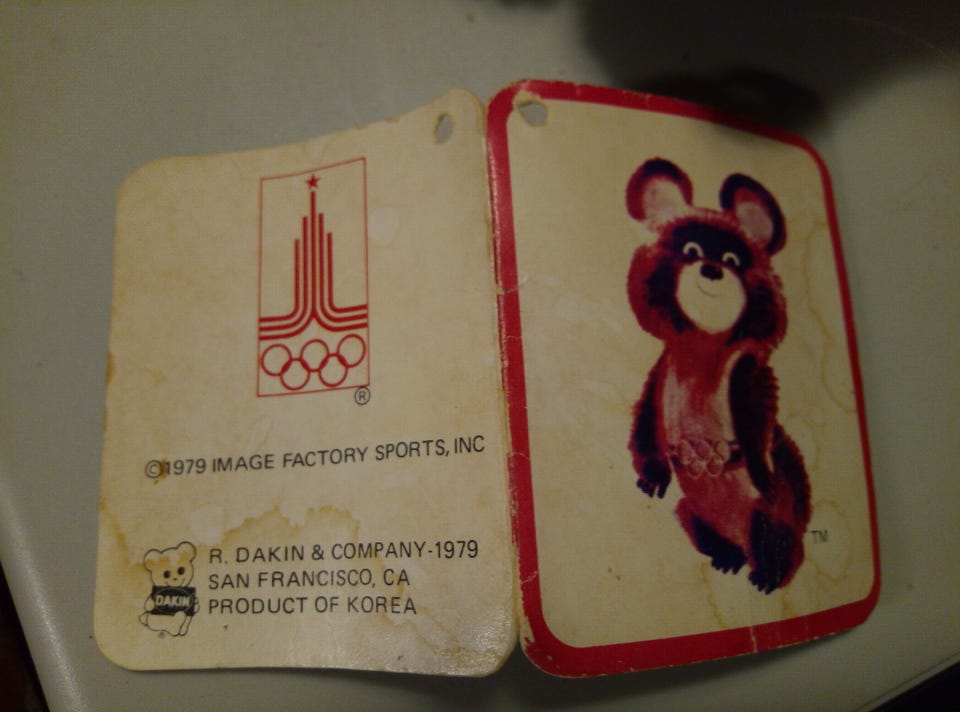 ®
©1979 IMAGE FACTORY SPORTS, INC
R. DAKIN & COMPANY-1979
SAN FRANCISCO, CA
PRODUCT OF KOREA
DAKIN
®
TM